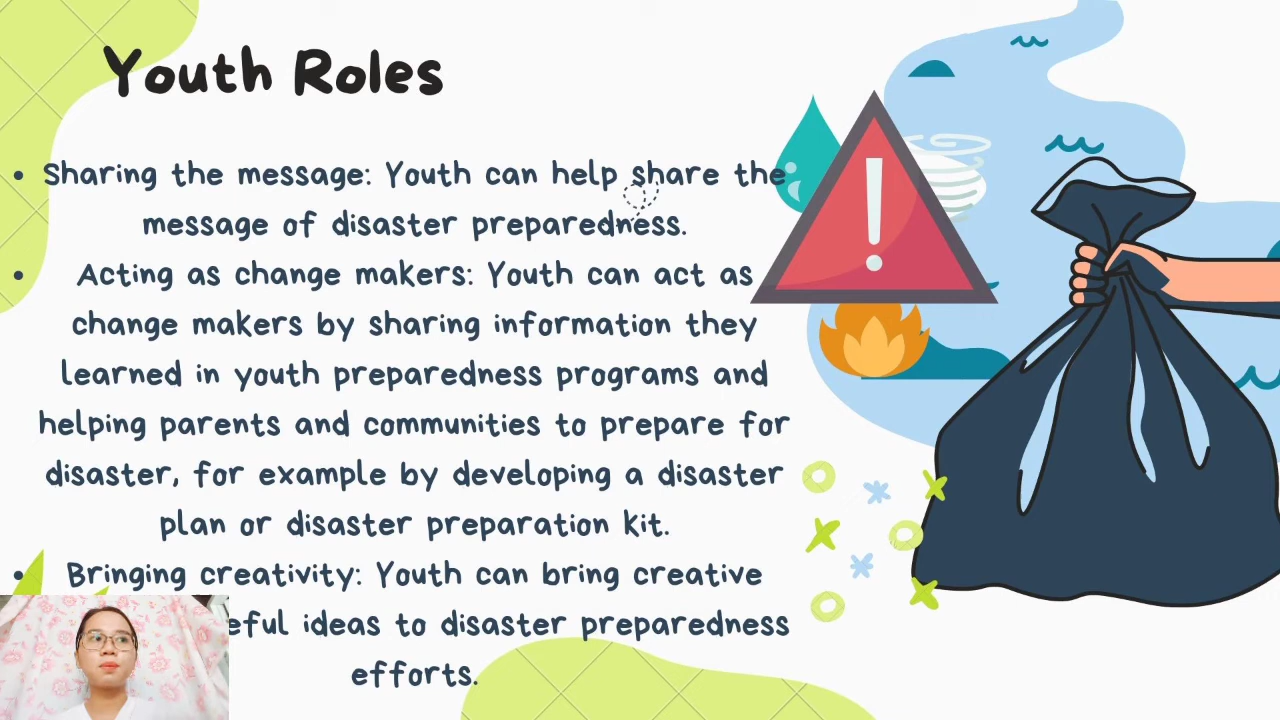 Youth Roles
• Sharing the message: Youth can help share the
message of disaster preparedness.
• Acting as change makers: Youth can act as
change makers by sharing information they
learned in youth preparedness programs and
helping parents and communities to prepare for
disaster, for example by developing a disaster
plan or disaster preparation kit.
• Bringing creativity: Youth can bring creative
ideas to disaster preparedness
efforts.